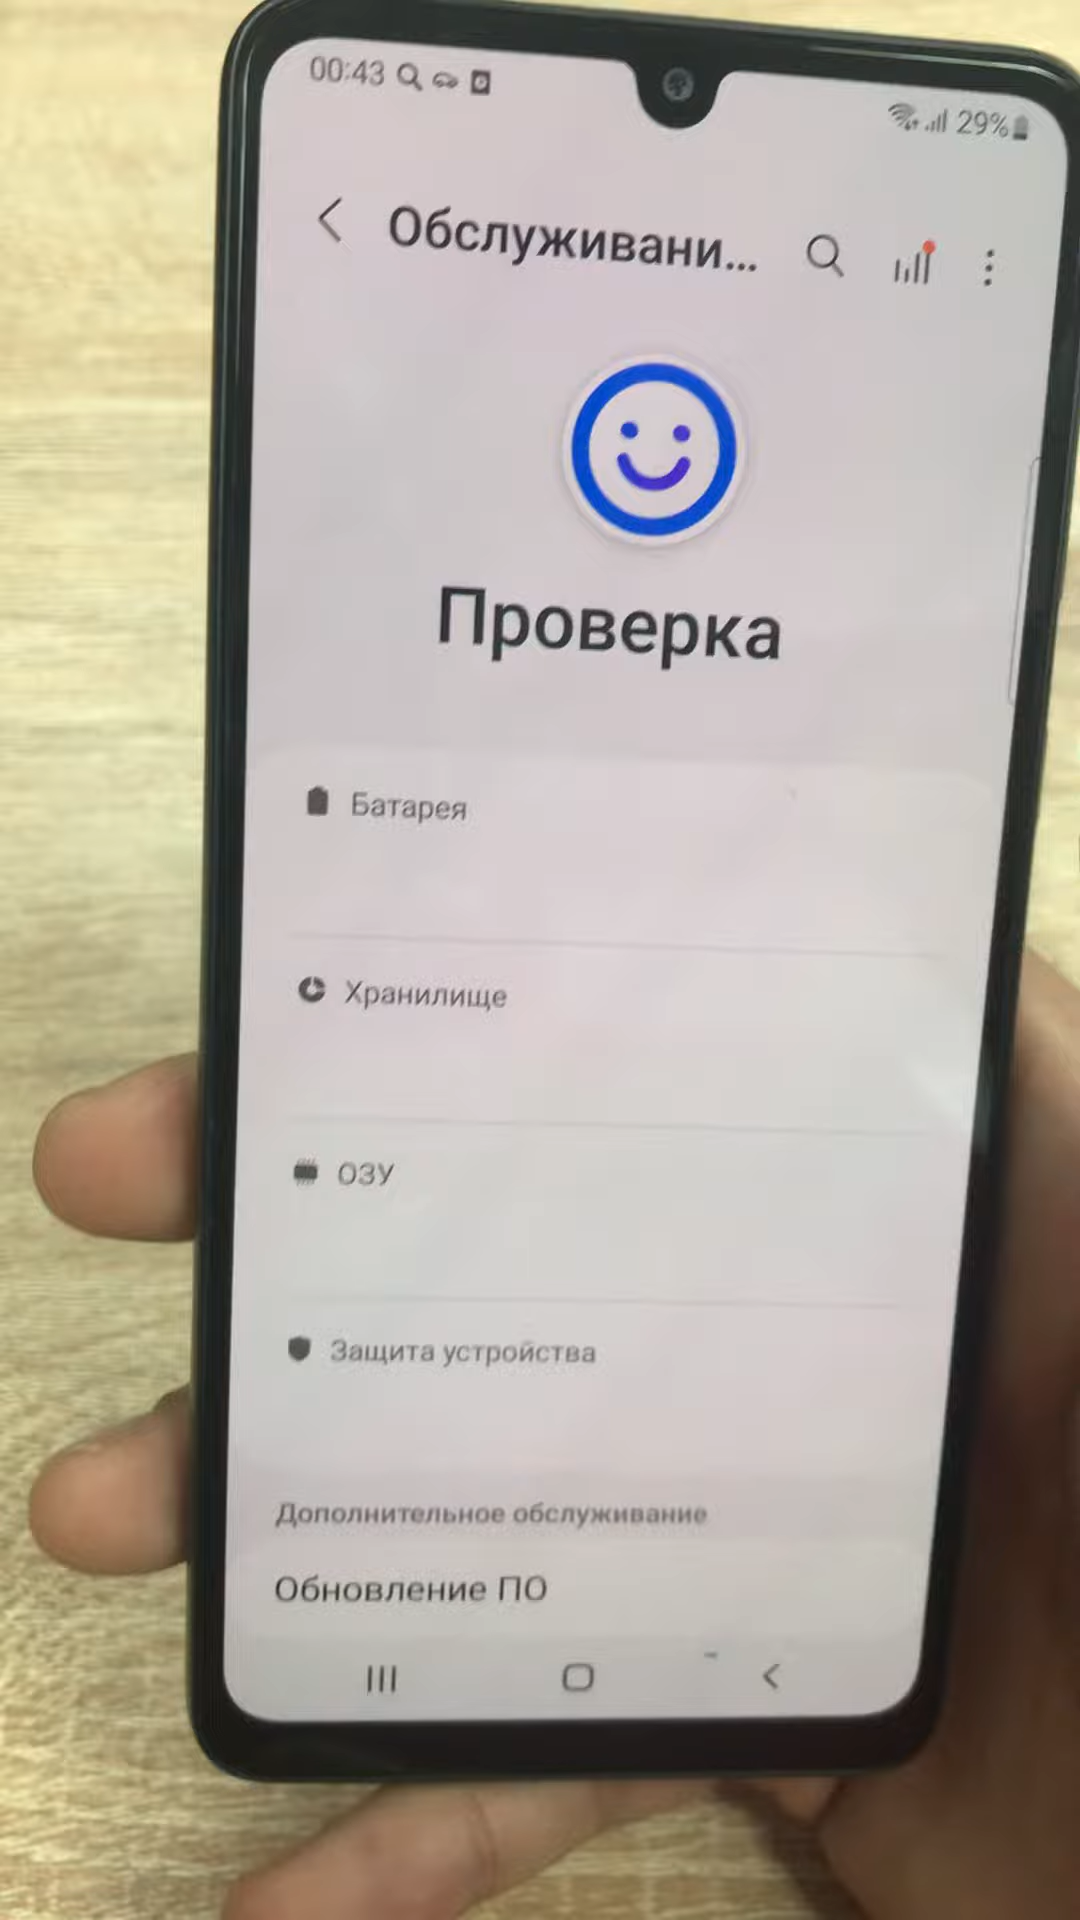 00:43
29%
Обслуживани...
Проверка
Батарея
Хранилище
ОЗУ
Защита устройства
Дополнительное обслуживание
Обновление ПО